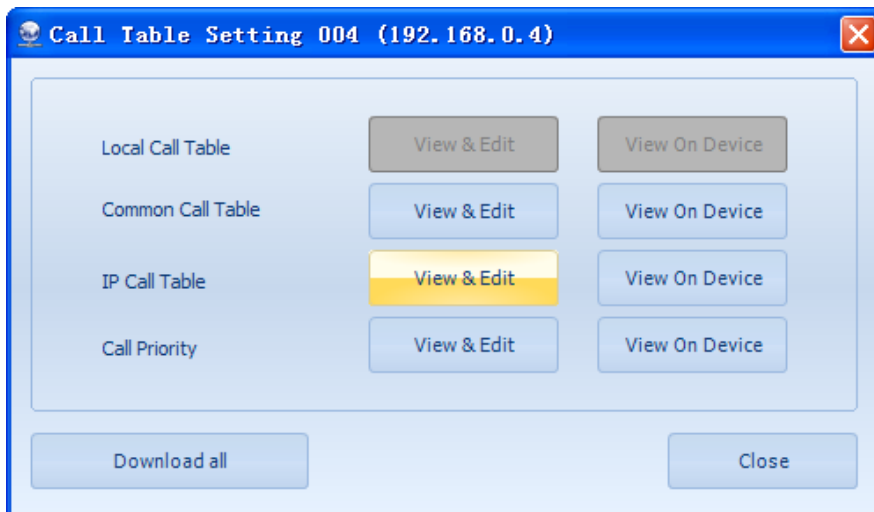 Call Table Setting 004 (192.168.0.4)
Local Call Table View & Edit View On Device
Common Call Table View & Edit View On Device
IP Call Table View & Edit View On Device
Call Priority View & Edit View On Device
Download all Close